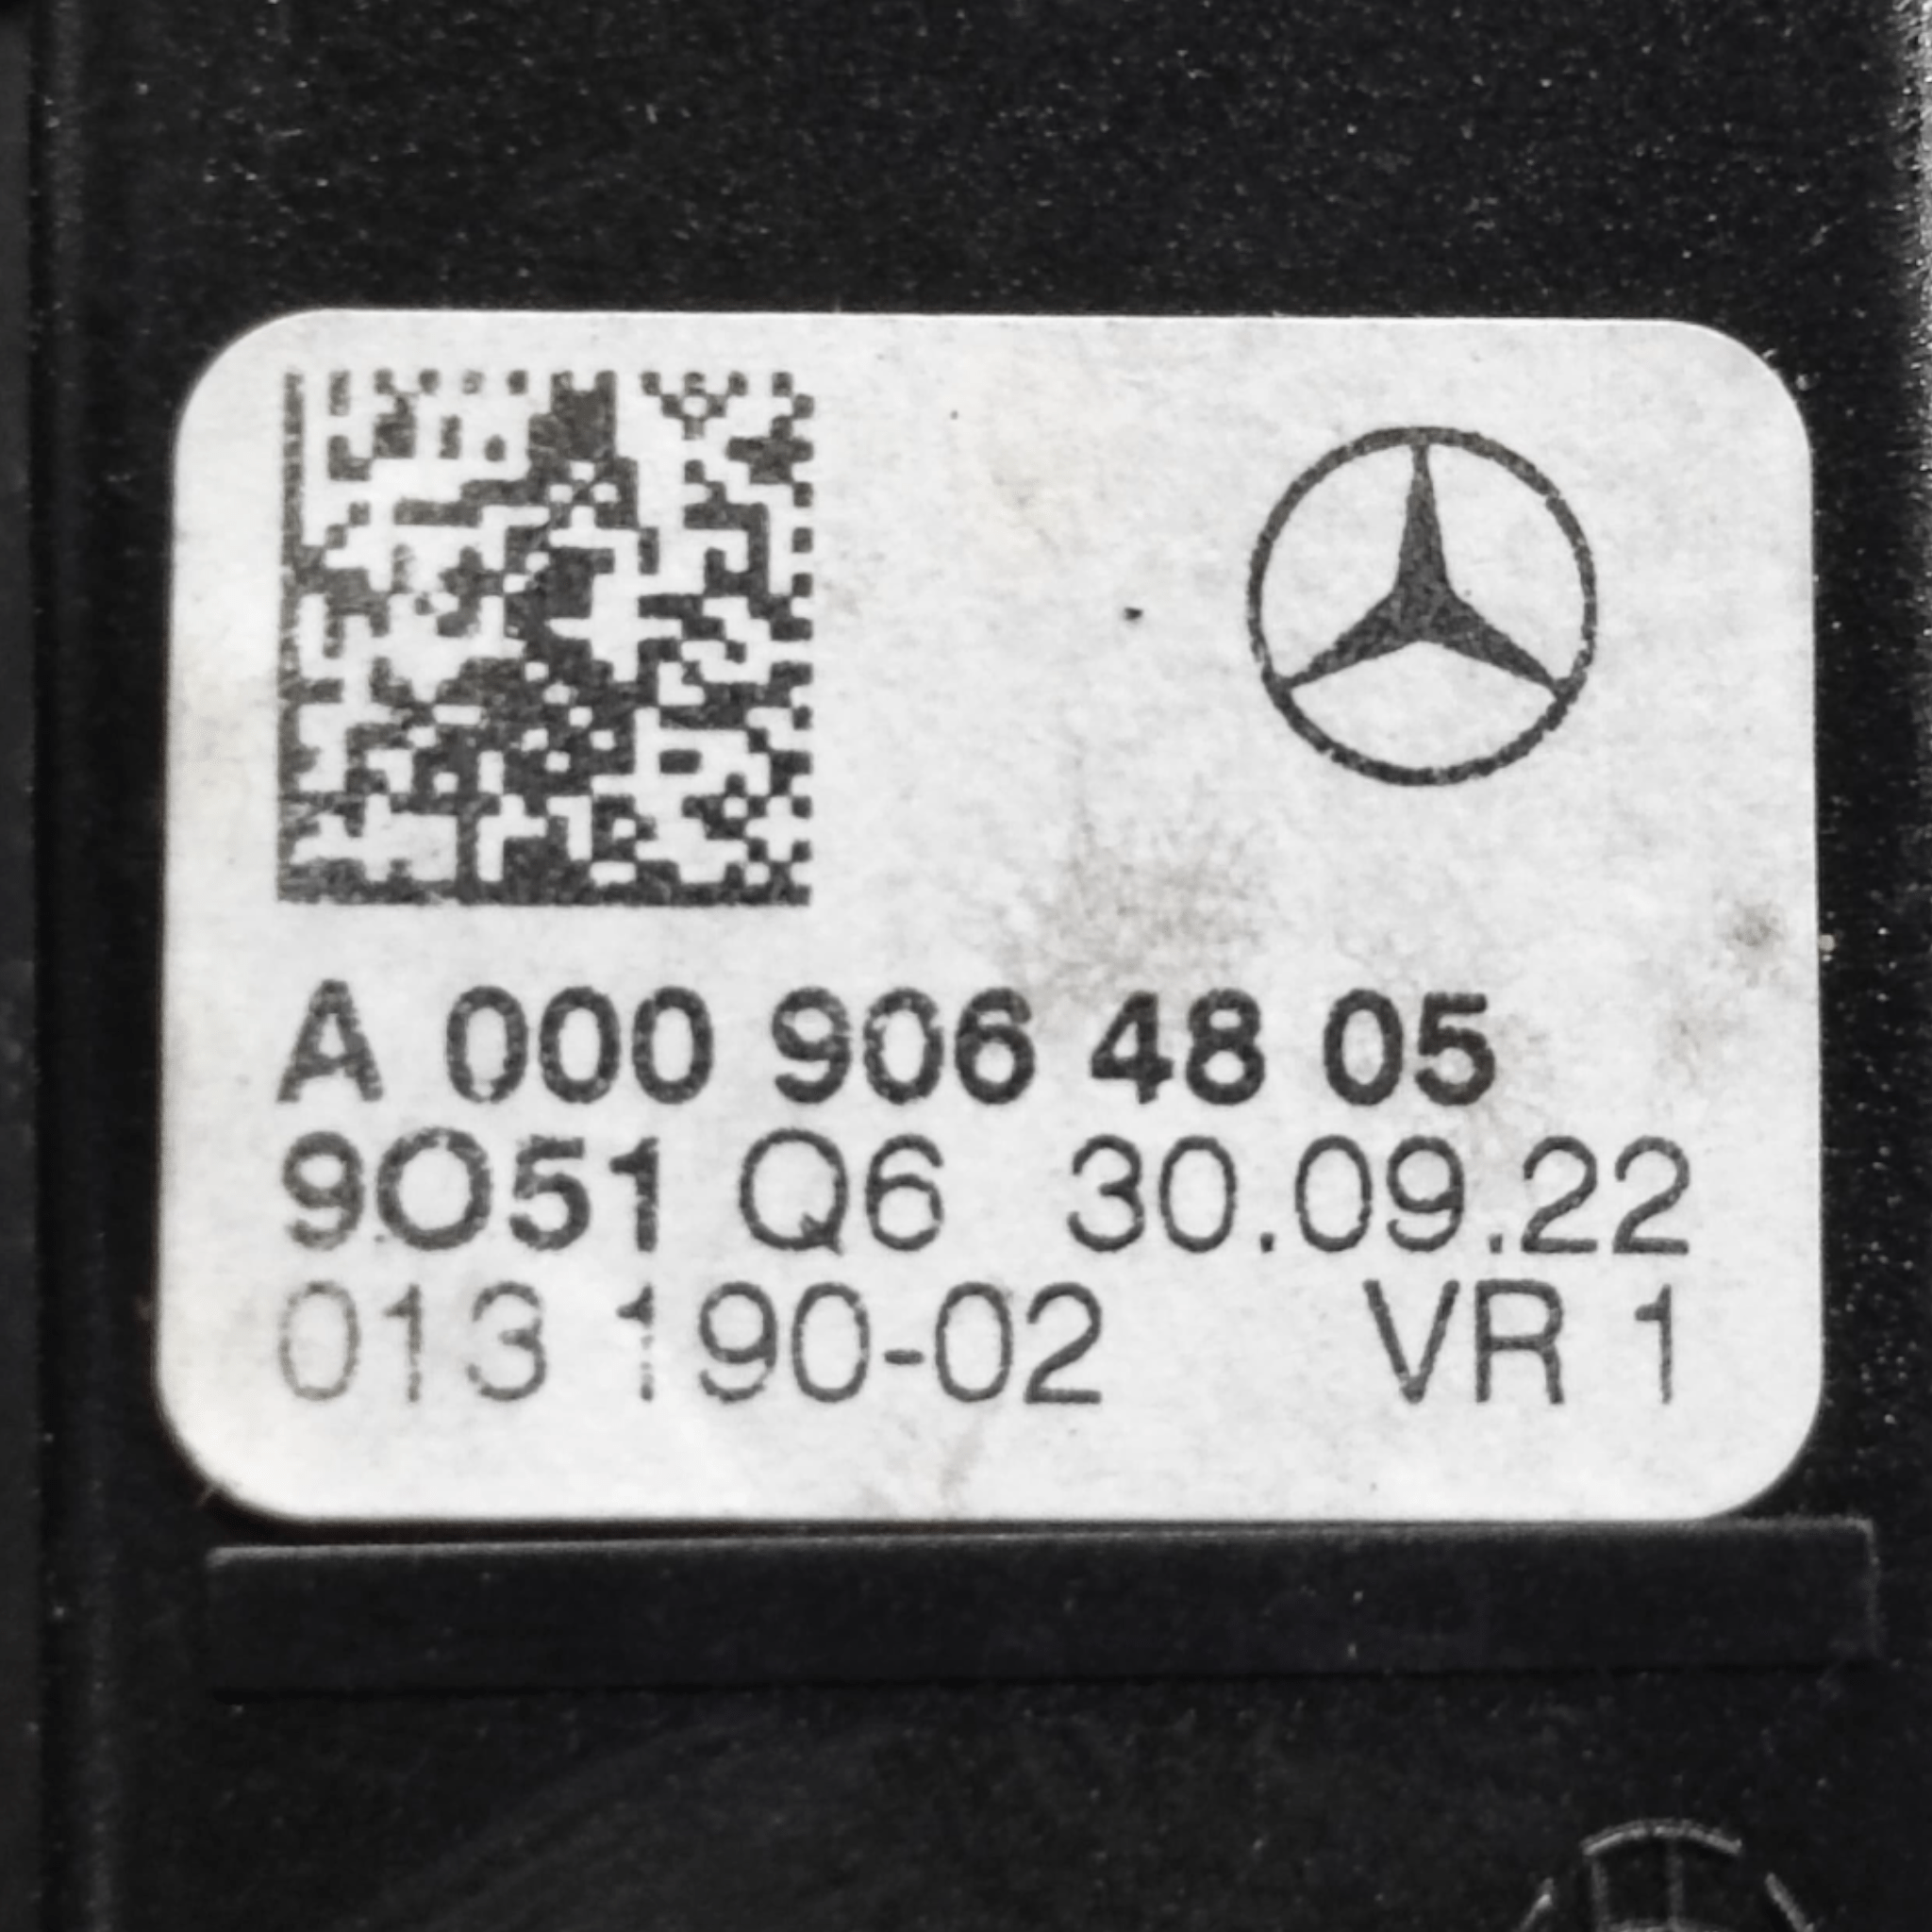 A 000 906 48 05
9O51 Q6 30.09.22
013 190-02 VR 1